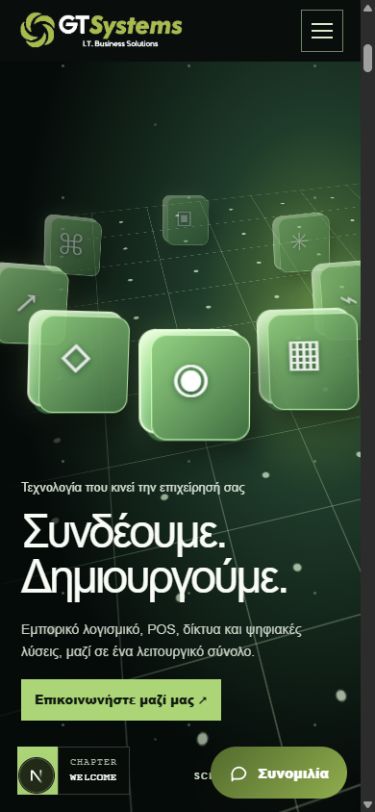 GTSystems
I.T. Business Solutions
Τεχνολογία που κινεί την επιχείρησή σας
Συνδέουμε.
Δημιουργούμε.
Εμπορικό λογισμικό, POS, δίκτυα και ψηφιακές
λύσεις, μαζί σε ένα λειτουργικό σύνολο.
Επικοινωνήστε μαζί μας ↗
N
CHAPTER
WELCOME
Συνομιλία